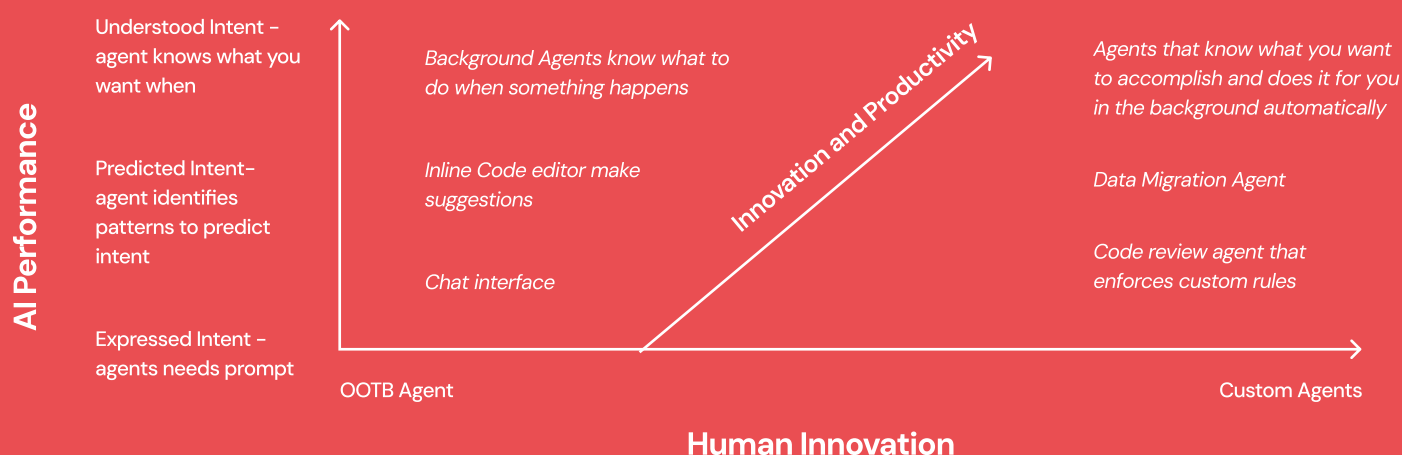 AI Performance
Understood Intent -
agent knows what you
want when
Predicted Intent-
agent identifies
patterns to predict
intent
Expressed Intent -
agents needs prompt
Background Agents know what to
do when something happens
Inline Code editor make
suggestions
Chat interface
Innovation and Productivity
Agents that know what you want
to accomplish and does it for you
in the background automatically
Data Migration Agent
Code review agent that
enforces custom rules
OOTB Agent
Custom Agents
Human Innovation